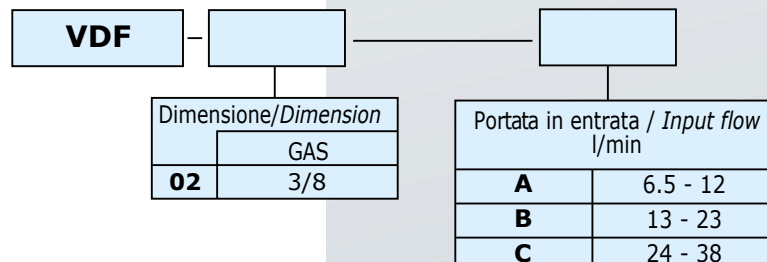 VDF –
Dimensione/Dimension
GAS
02 3/8
Portata in entrata / Input flow
l/min
A 6.5 - 12
B 13 - 23
C 24 - 38